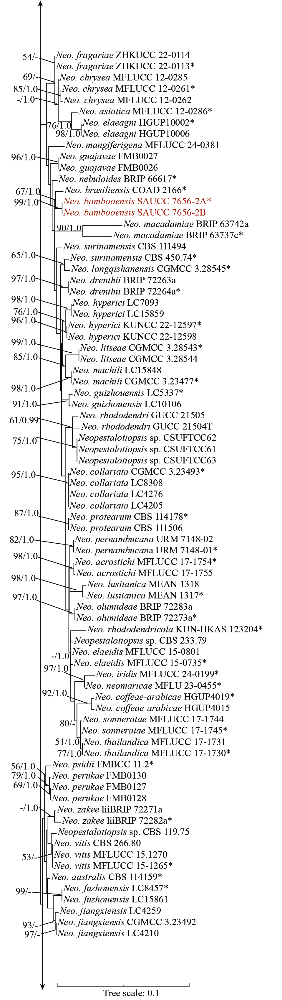 Neo. fragariae ZHKUCC 22-0114
54/-
Neo. fragariae ZHKUCC 22-0113*
69/-
Neo. chrysea MFLUCC 12-0285
85/1.0
Neo. chrysea MFLUCC 12-0261*
-/1.0
Neo. chrysea MFLUCC 12-0262
Neo. asiatica MFLUCC 12-0286*
76/1.0
Neo. elaeagni HGUP10002*
98/1.0
Neo. elaeagni HGUP10006
Neo. mangiferigena MFLUCC 24-0381
96/1.0
Neo. guajavae FMB0027
Neo. guajavae FMB0026
Neo. nebuloides BRIP 66617*
67/1.0
Neo. brasiliensis COAD 2166*
99/1.0
Neo. bambooensis SAUCC 7656-2A*
Neo. bambooensis SAUCC 7656-2B
90/1.0
Neo. macadamiae BRIP 63742a
Neo. macadamiae BRIP 63737c*
Neo. surinamensis CBS 111494
65/1.0
Neo. surinamensis CBS 450.74*
Neo. longqishanensis CGMCC 3.28545*
97/1.0
Neo. drenthii BRIP 72263a
Neo. drenthii BRIP 72264a*
98/1.0
Neo. hyperici LC7093
76/1.0
Neo. hyperici LC15859
96/1.0
Neo. hyperici KUNCC 22-12597*
Neo. hyperici KUNCC 22-12598
99/1.0
Neo. litseae CGMCC 3.28543*
85/1.0
Neo. litseae CGMCC 3.28544
Neo. machili LC15848
98/1.0
Neo. machili CGMCC 3.23477*
Neo. guizhouensis LC5337*
91/1.0
Neo. guizhouensis LC10106
61/0.99
Neo. rhododendri GUCC 21505
Neo. rhododendri GUCC 21504T
75/1.0
Neopestalotiopsis sp. CSUFTCC62
Neopestalotiopsis sp. CSUFTCC61
Neopestalotiopsis sp. CSUFTCC63
95/1.0
Neo. collariata CGMCC 3.23493*
Neo. collariata LC8308
Neo. collariata LC4276
Neo. collariata LC4205
87/1.0
Neo. protearum CBS 114178*
Neo. protearum CBS 111506
82/1.0
Neo. pernambucana URM 7148-02
Neo. pernambucana URM 7148-01*
98/1.0
Neo. acrostichi MFLUCC 17-1754*
Neo. acrostichi MFLUCC 17-1755
98/1.0
Neo. lusitanica MEAN 1318
Neo. lusitanica MEAN 1317*
97/1.0
Neo. olumideae BRIP 72283a
Neo. olumideae BRIP 72273a*
Neo. rhododendricola KUN-HKAS 123204*
Neopestalotiopsis sp. CBS 233.79
Neo. elaeidis MFLUCC 15-0801
-/1.0
Neo. elaeidis MFLUCC 15-0735*
97/1.0
Neo. iridis MFLUCC 24-0199*
Neo. neomaricae MFLU 23-0455*
92/1.0
Neo. coffeae-arabicae HGUP4019*
Neo. coffeae-arabicae HGUP4015
Neo. sonneratae MFLUCC 17-1744
80/-
Neo. sonneratae MFLUCC 17-1745*
51/1.0
Neo. thailandica MFLUCC 17-1731
77/1.0
Neo. thailandica MFLUCC 17-1730*
56/1.0
Neo. psidii FMBCC 11.2*
79/1.0
Neo. perukae FMB0130
69/1.0
Neo. perukae FMB0127
Neo. perukae FMB0128
-/1.0
Neo. zakee liiBRIP 72271a
Neo. zakee liiBRIP 72282a*
Neopestalotiopsis sp. CBS 119.75
Neo. vitis CBS 266.80
53/-
Neo. vitis MFLUCC 15.1270
Neo. vitis MFLUCC 15-1265*
Neo. australis CBS 114159*
99/-
Neo. fuzhouensis LC8457*
Neo. fuzhouensis LC15861
Neo. jiangxiensis LC4259
93/-
Neo. jiangxiensis CGMCC 3.23492
97/-
Neo. jiangxiensis LC4210
Tree scale: 0.1